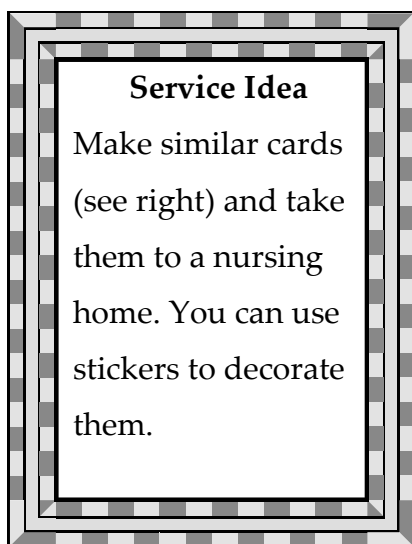 Service Idea
Make similar cards
(see right) and take
them to a nursing
home. You can use
stickers to decorate
them.